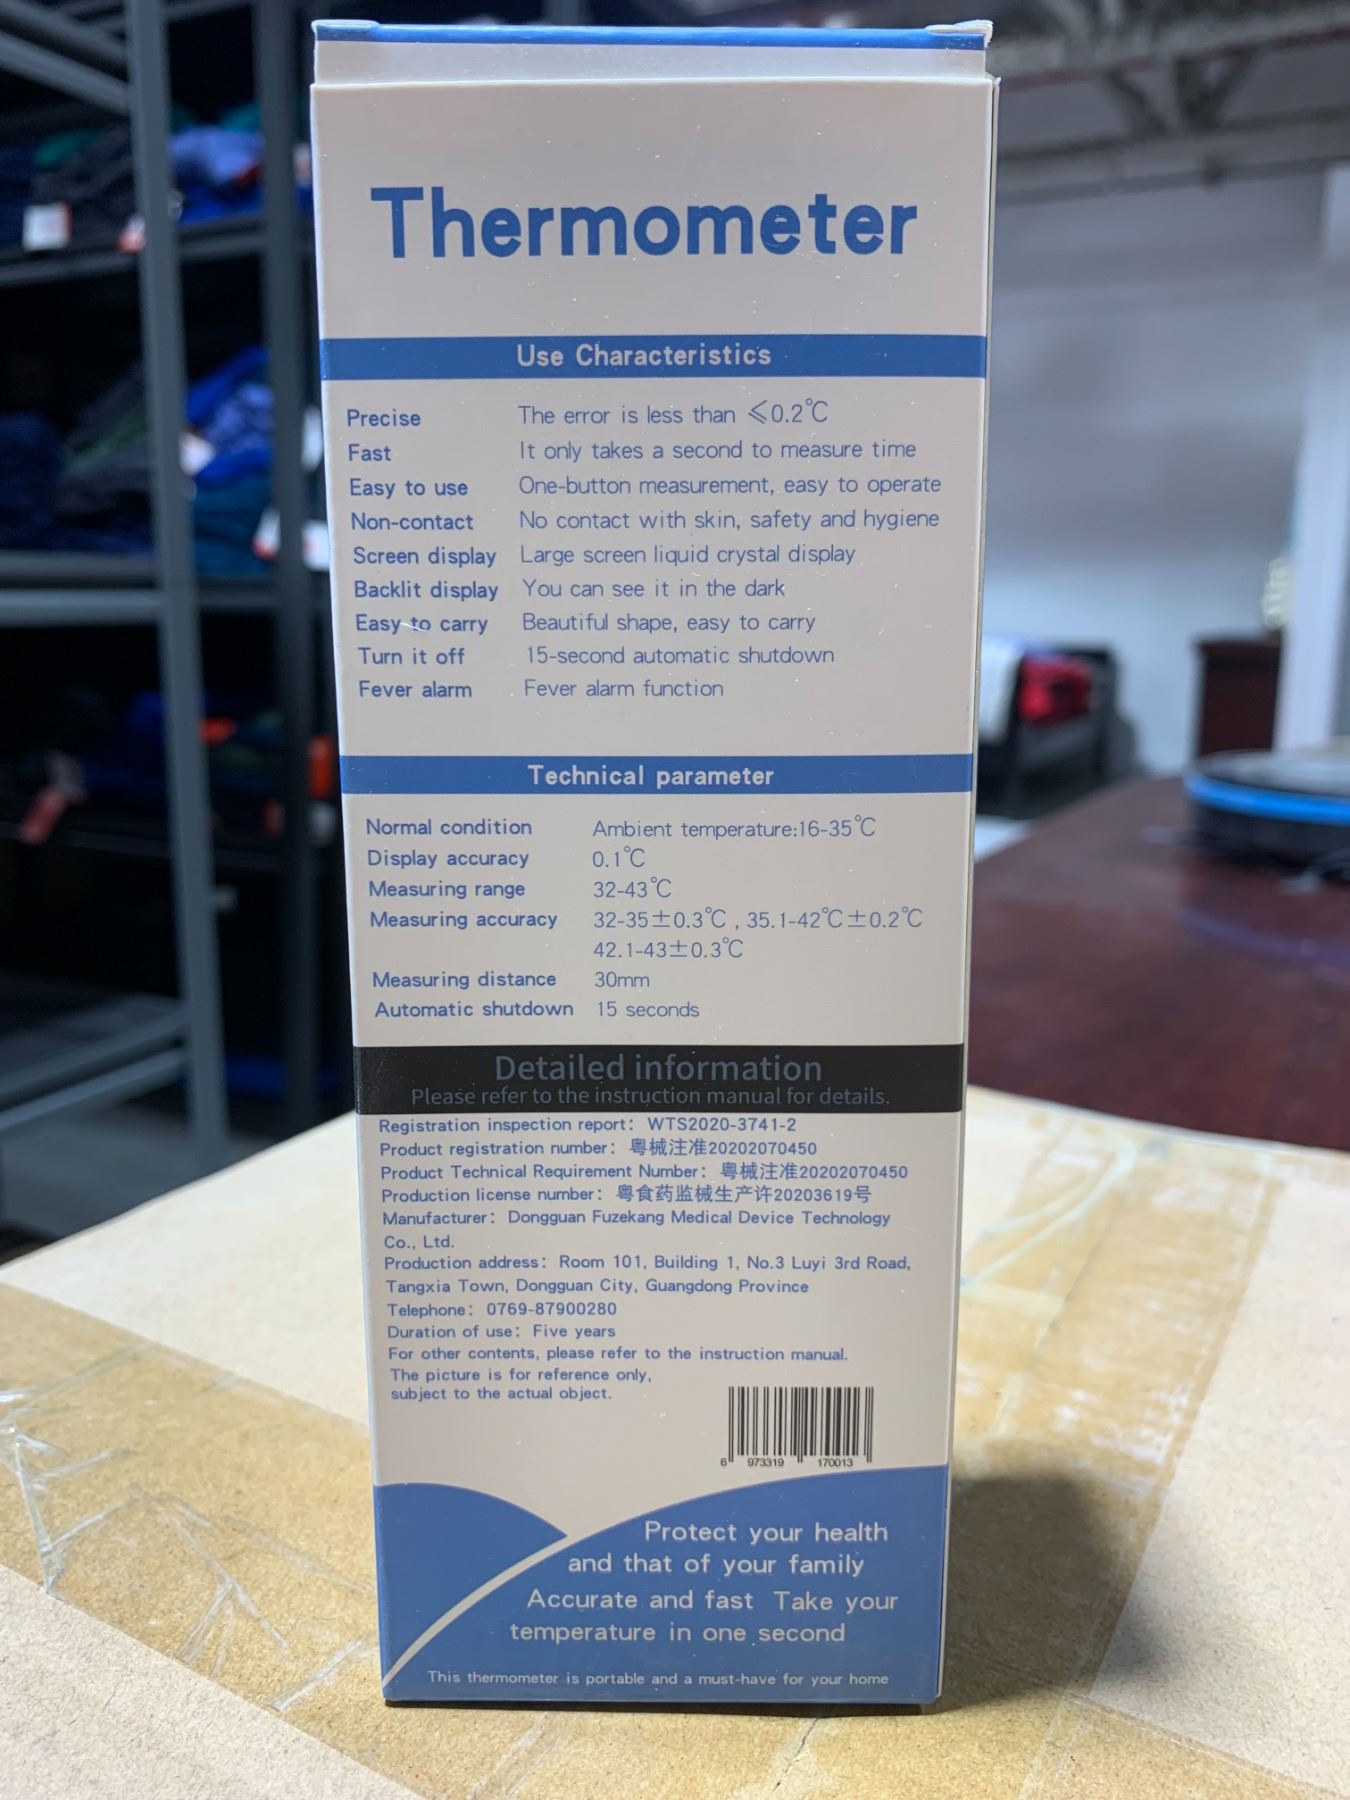 Thermometer
Use Characteristics
Precise The error is less than ≤0.2℃
Fast It only takes a second to measure time
Easy to use One-button measurement, easy to operate
Non-contact No contact with skin, safety and hygiene
Screen display Large screen liquid crystal display
Backlit display You can see it in the dark
Easy to carry Beautiful shape, easy to carry
Turn it off 15-second automatic shutdown
Fever alarm Fever alarm function
Technical parameter
Normal condition Ambient temperature:16-35℃
Display accuracy 0.1℃
Measuring range 32-43℃
Measuring accuracy 32-35±0.3℃ , 35.1-42℃±0.2℃
42.1-43±0.3℃
Measuring distance 30mm
Automatic shutdown 15 seconds
Detailed information
Please refer to the instruction manual for details.
Registration inspection report: WTS2020-3741-2
Product registration number: 粤械注准20202070450
Product Technical Requirement Number: 粤械注准20202070450
Production license number: 粤食药监械生产许20203619号
Manufacturer: Dongguan Fuzekang Medical Device Technology
Co., Ltd.
Production address: Room 101, Building 1, No.3 Luyi 3rd Road,
Tangxia Town, Dongguan City, Guangdong Province
Telephone: 0769-87900280
Duration of use: Five years
For other contents, please refer to the instruction manual.
The picture is for reference only,
subject to the actual object.
6 973319 170013
Protect your health
and that of your family
Accurate and fast Take your
temperature in one second
This thermometer is portable and a must-have for your home